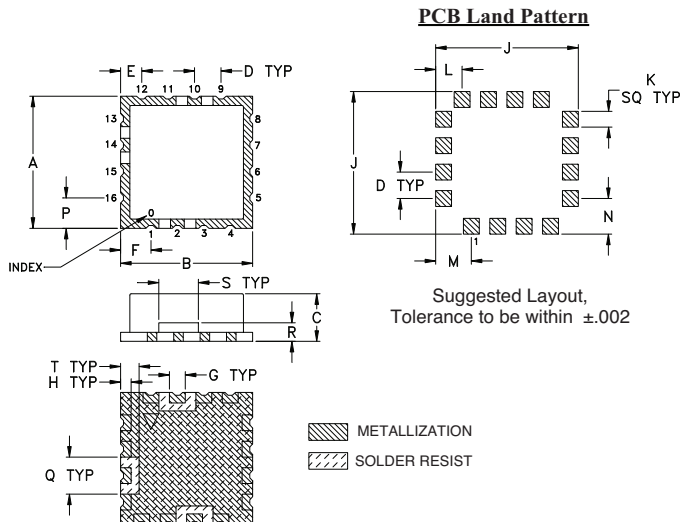 PCB Land Pattern
E
D TYP
12 11 10 9
13
14
15
16
8
7
6
5
A
P
0
1 2 3 4
F
INDEX
B
J
L
K
SQ TYP
J
D TYP
N
1
M
S TYP
C
R
Suggested Layout,
Tolerance to be within ±.002
T TYP
H TYP
G TYP
Q TYP
METALLIZATION
SOLDER RESIST